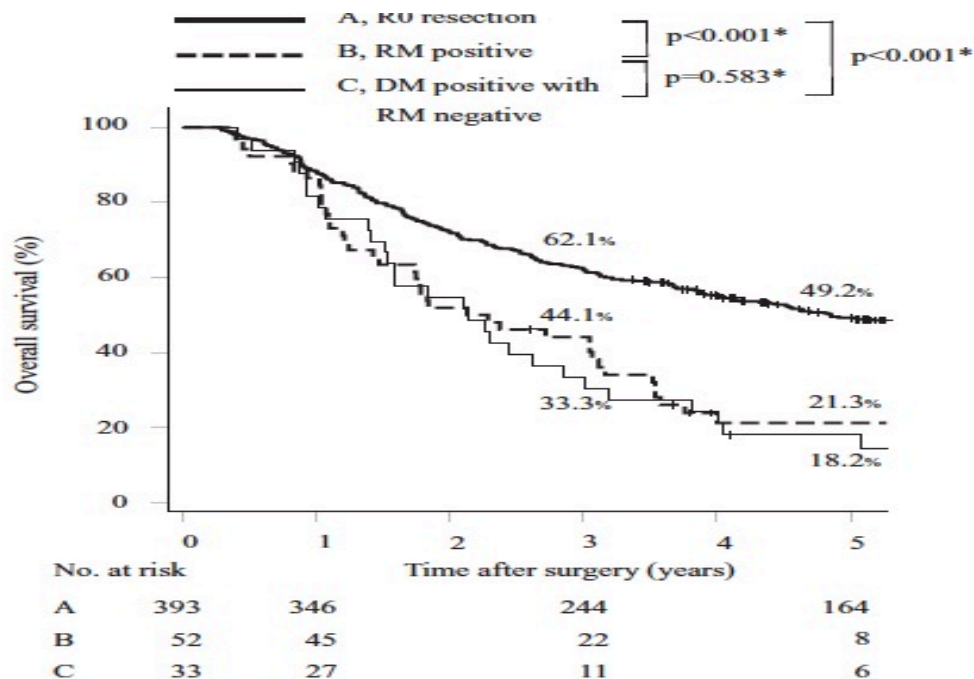 A, R0 resection
B, RM positive
C, DM positive with
RM negative
p<0.001*
p=0.583*
p<0.001*
Overall survival (%)
100
80
60
40
20
0
62.1%
49.2%
44.1%
33.3%
21.3%
18.2%
0 1 2 3 4 5
No. at risk Time after surgery (years)
A 393 346 244 164
B 52 45 22 8
C 33 27 11 6